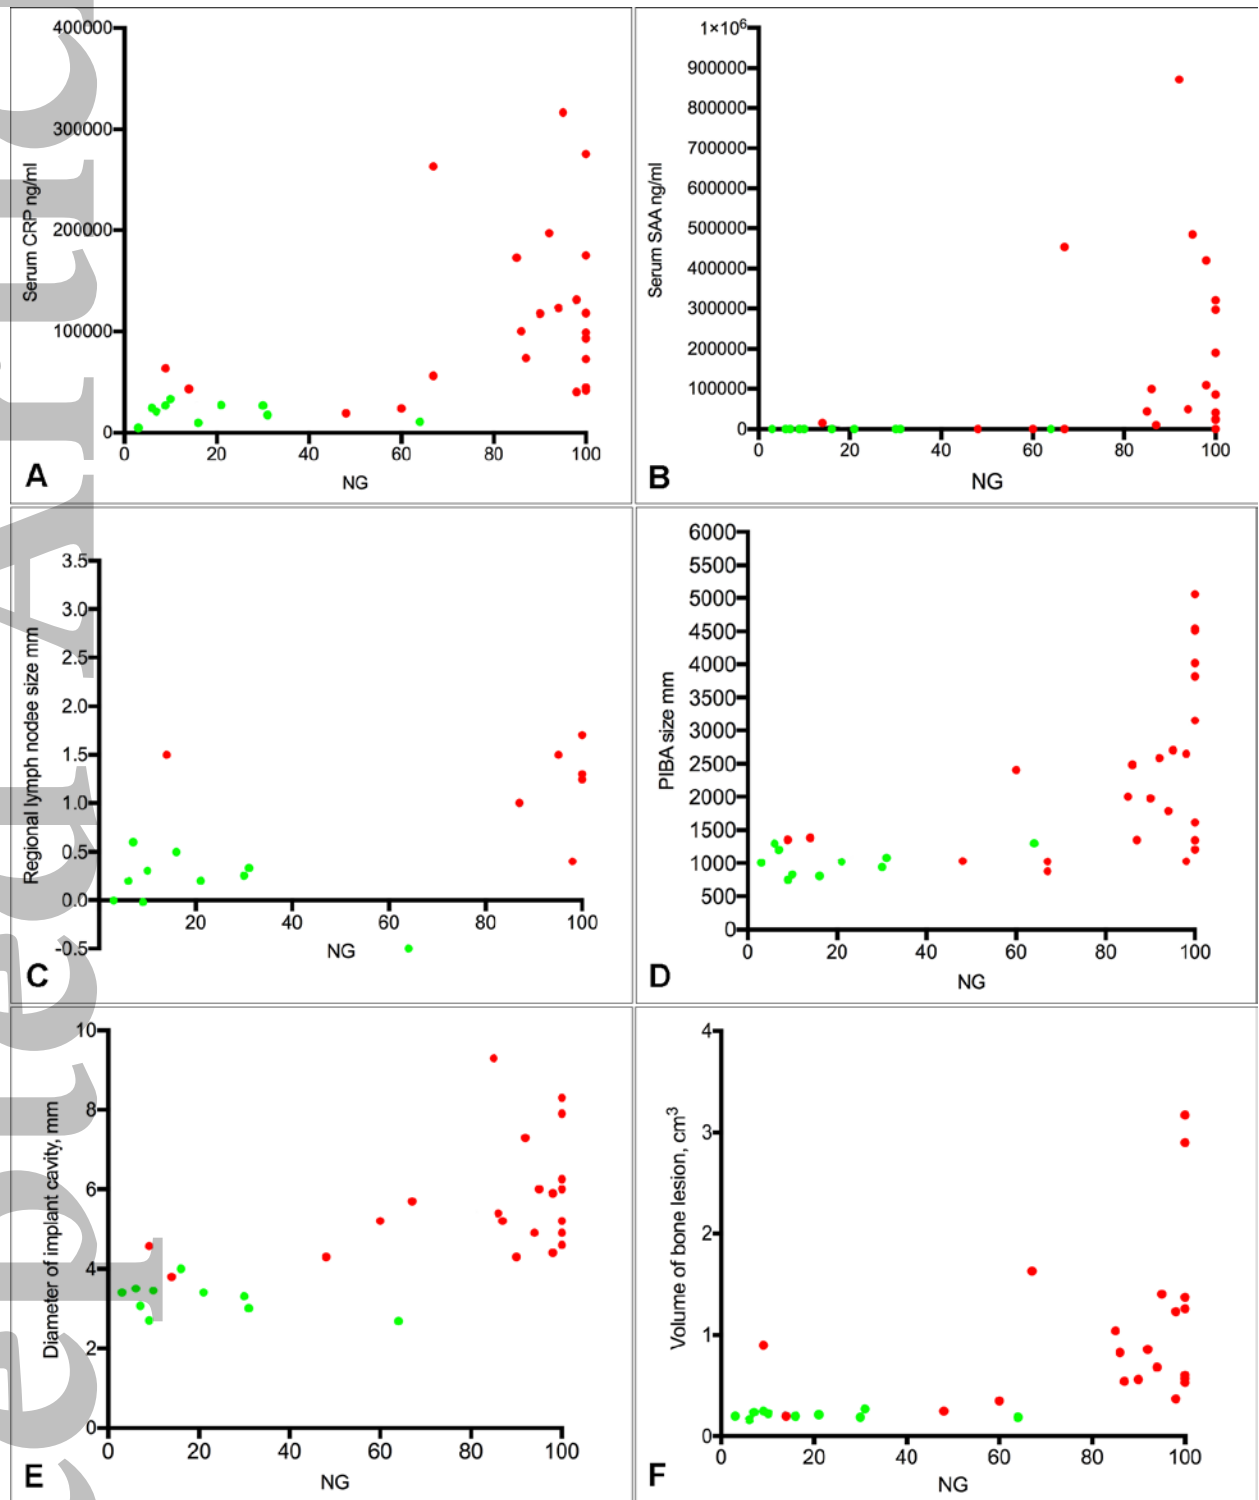 400000
300000
200000
100000
0
Serum CRP ng/ml
0 20 40 60 80 100
NG
A
1×10⁶
900000
800000
700000
600000
500000
400000
300000
200000
100000
0
Serum SAA ng/ml
0 20 40 60 80 100
NG
B
3.5
3.0
2.5
2.0
1.5
1.0
0.5
0.0
-0.5
Regional lymph nodee size mm
20 40 60 80 100
NG
C
6000
5500
5000
4500
4000
3500
3000
2500
2000
1500
1000
500
0
PIBA size mm
0 20 40 60 80 100
NG
D
10
8
6
4
2
0
Diameter of implant cavity, mm
0 20 40 60 80 100
NG
E
4
3
2
1
0
Volume of bone lesion, cm³
0 20 40 60 80 100
NG
F